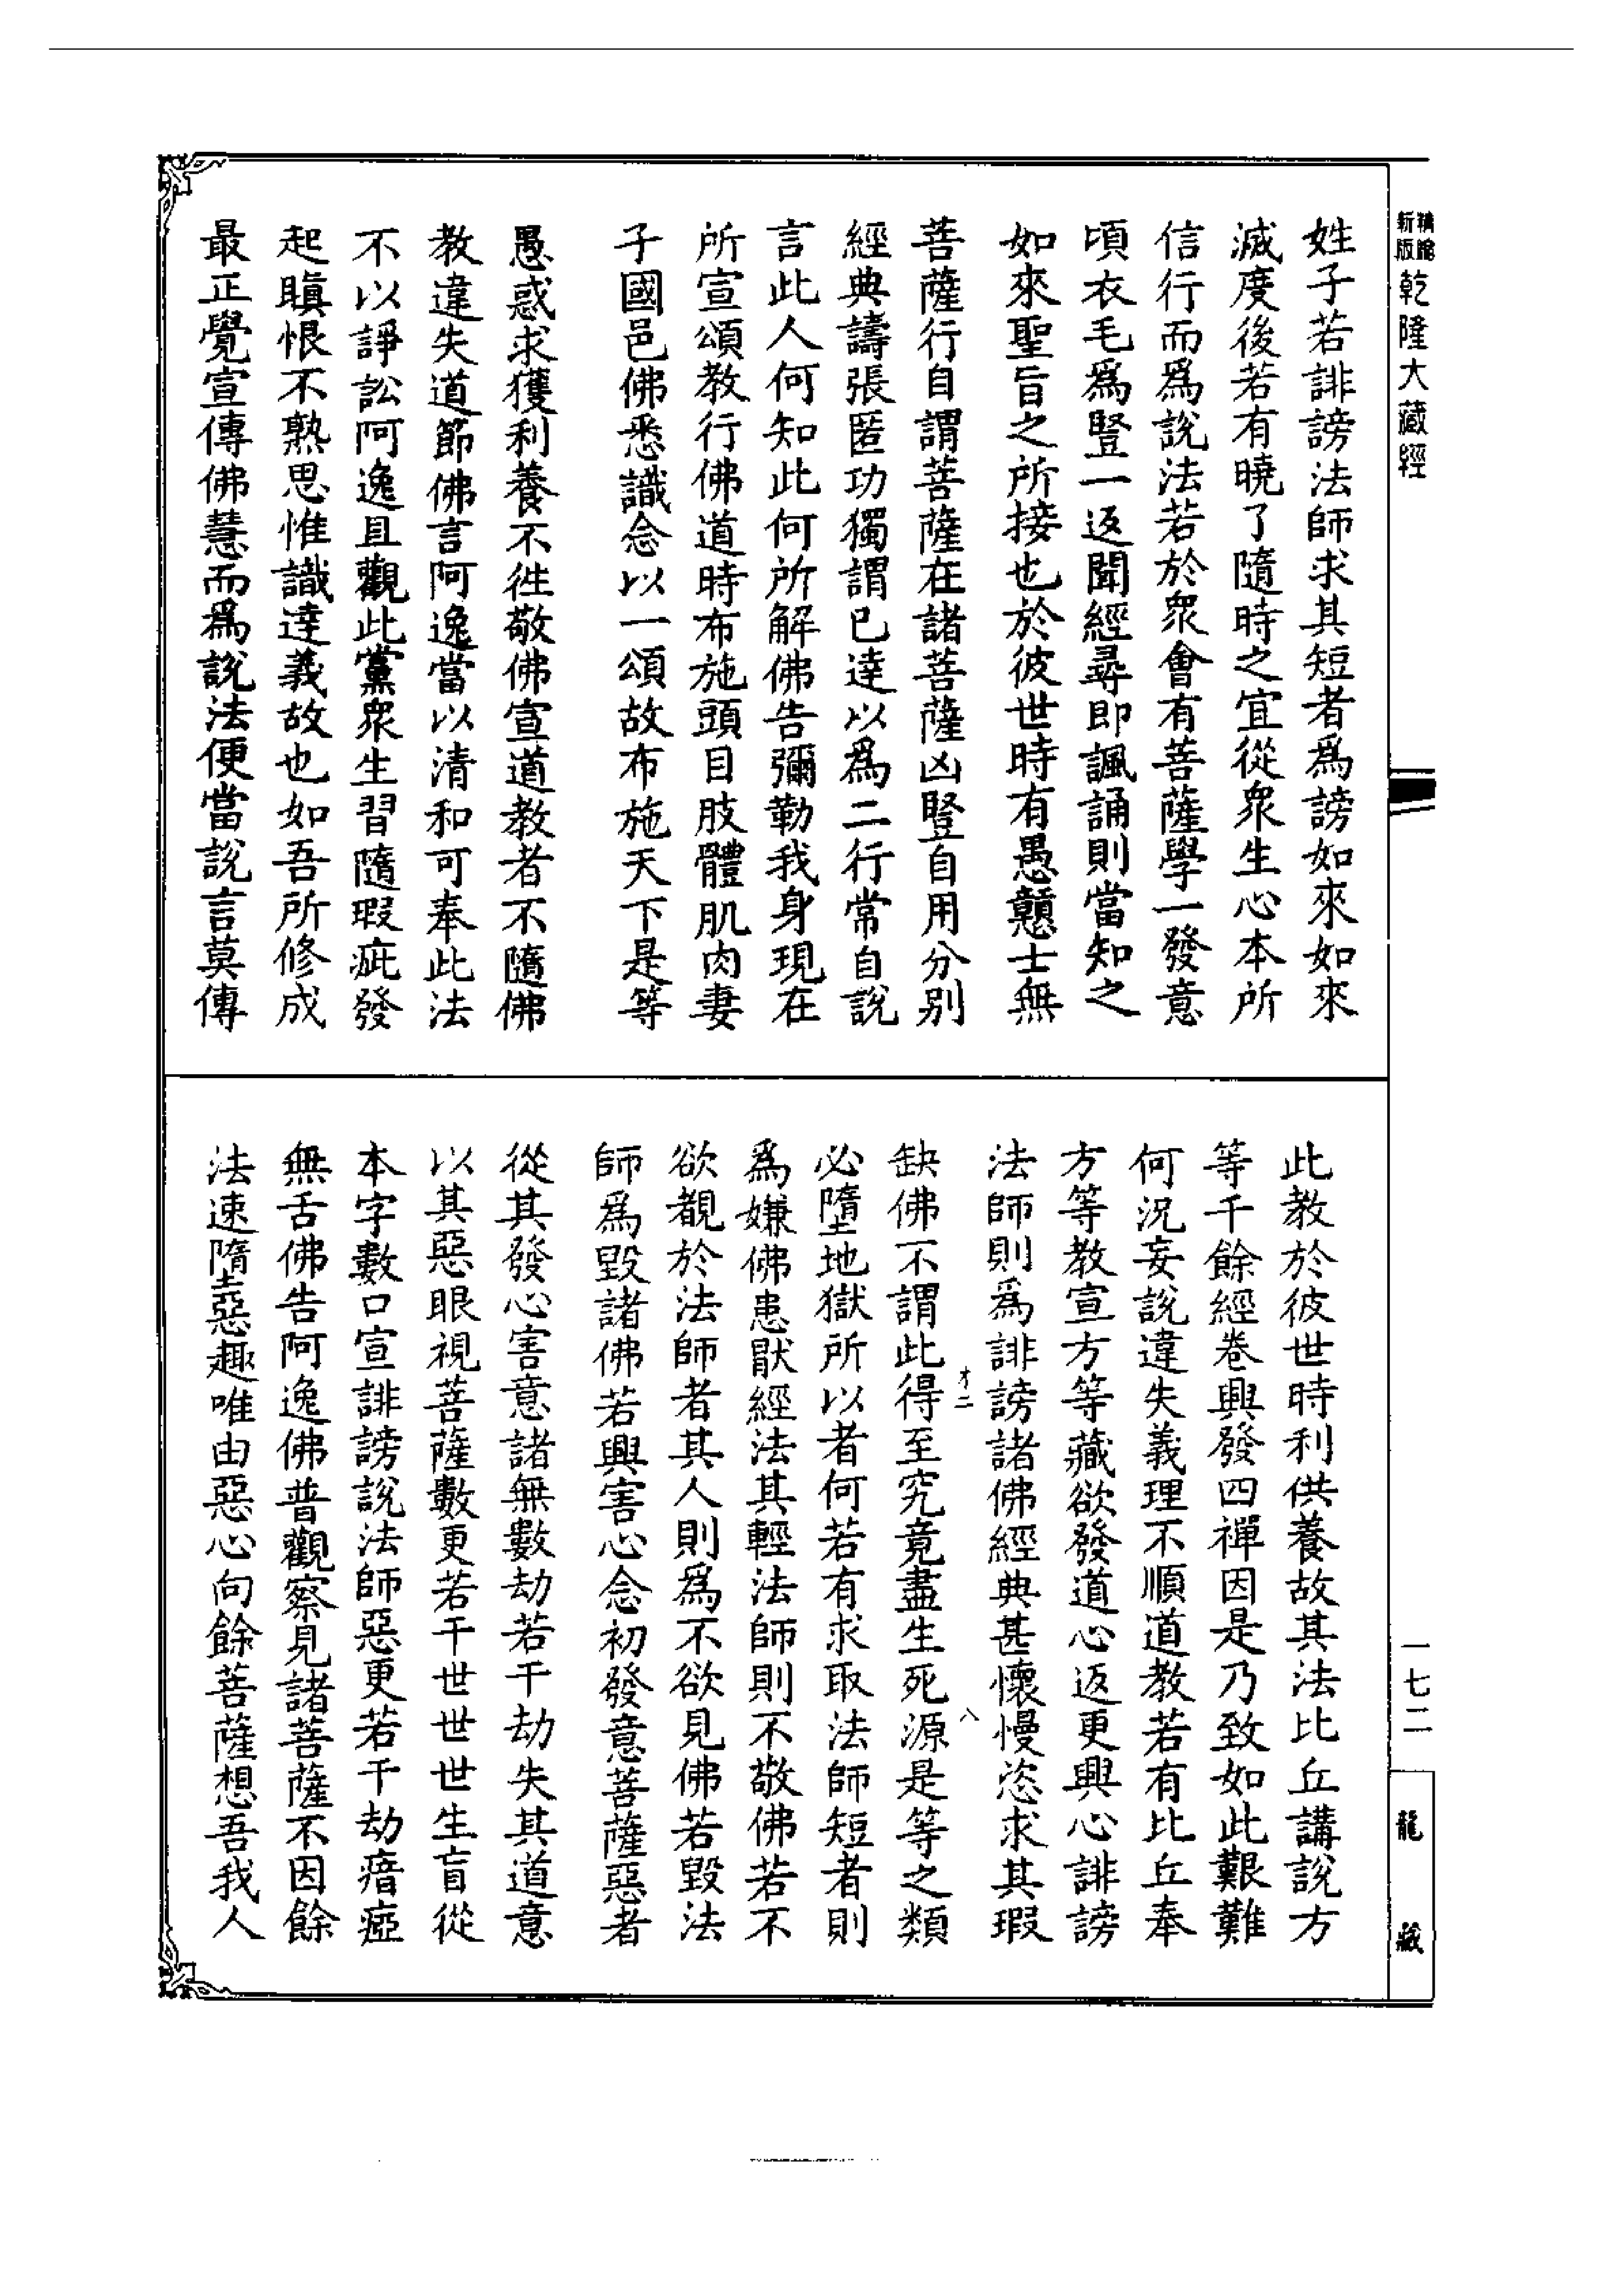 新版
乾隆大藏經
姓子若誹謗法師求其短者爲謗如來如來
滅度後若有曉了隨時之宜從衆生心本所
信行而爲說法若於衆會有菩薩學一發意
頃衣毛爲豎一返聞經尋即諷誦則當知之
如來聖旨之所接也於彼世時有愚戇士無
菩薩行自謂菩薩在諸菩薩凶豎自用分别
經典譸張匿功獨謂已達以爲二行常自說
言此人何知此何所解佛告彌勒我身現在
所宣頌教行佛道時布施頭目肢體肌肉妻
子國邑佛悉識念以一頌故布施天下是等
愚惑求獲利養不徃敬佛宣道教者不隨佛
教違失道節佛言阿逸當以清和可奉此法
不以諍訟阿逸且觀此黨衆生習隨瑕疵發
起瞋恨不熟思惟識達義故也如吾所修成
最正覺宣傳佛慧而爲說法便當說言莫傳
此教於彼世時利供養故其法比丘講說方
等千餘經卷興發四禪因是乃致如此艱難
何況妄說違失義理不順道教若有比丘奉
方等教宣方等藏欲發道心返更興心誹謗
法師則爲誹謗諸佛經典甚懷慢恣求其瑕
才二
八
缺佛不謂此得至究竟盡生死源是等之類
必墮地獄所以者何若有求取法師短者則
爲嫌佛恚厭經法其輕法師則不敬佛若不
欲覩於法師者其人則爲不欲見佛若毀法
師爲毀諸佛若興害心念初發意菩薩惡者
從其發心害意諸無數劫若干劫失其道意
以其惡眼視菩薩數更若干世世世生盲從
本字數口宣誹謗說法師惡更若干劫瘖瘂
無舌佛告阿逸佛普觀察見諸菩薩不因餘
法速墮惡趣唯由惡心向餘菩薩想吾我人
一七二
龍藏